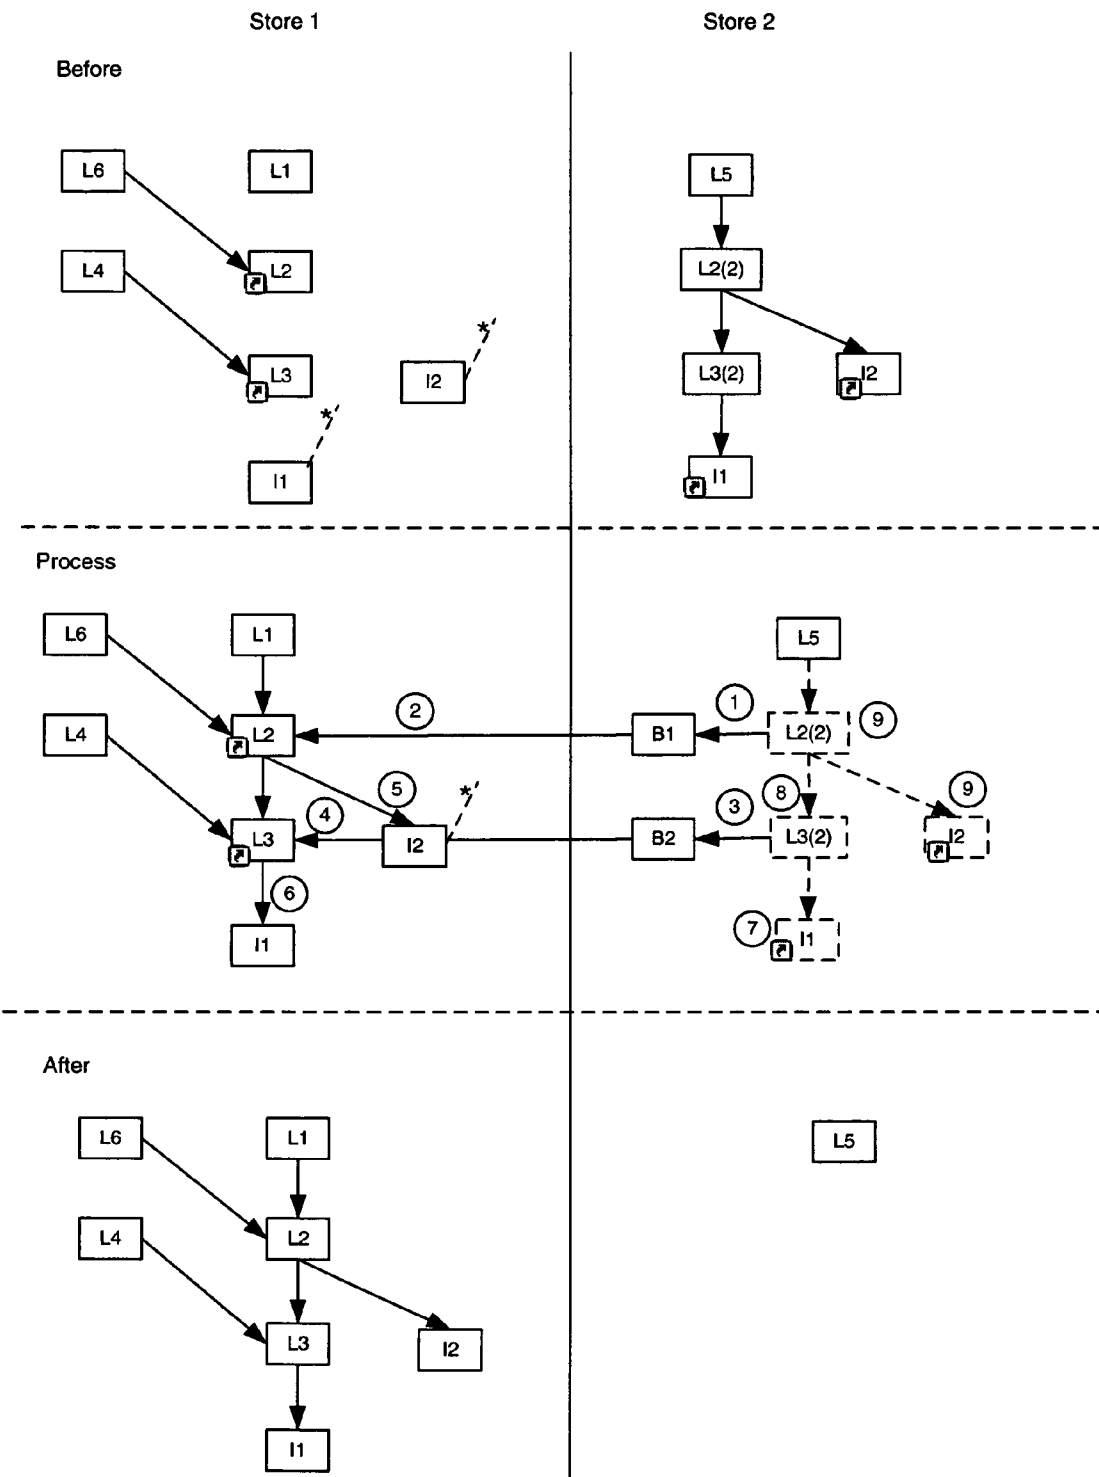 Store 1 Store 2
Before
L6 L1 L5
L4 L2 L2(2)
L3 I2 * L3(2) I2
* I1 I1
Process
L6 L1 L5
L4 L2 2 B1 1 L2(2) 9
5 * 8 9
L3 4 I2 B2 3 L3(2) I2
6
I1 7 I1
After
L6 L1 L5
L4 L2
L3 I2
I1